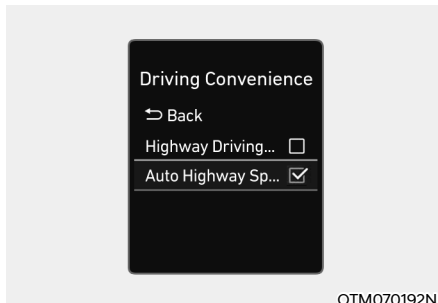 Driving Convenience
Back
Highway Driving...
Auto Highway Sp...
OTM070192N